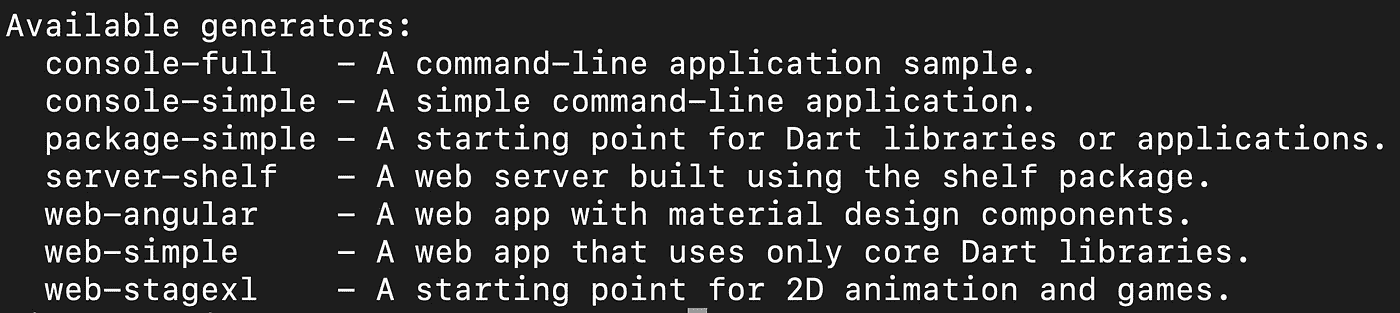 Available generators:
  console-full   - A command-line application sample.
  console-simple - A simple command-line application.
  package-simple - A starting point for Dart libraries or applications.
  server-shelf   - A web server built using the shelf package.
  web-angular    - A web app with material design components.
  web-simple     - A web app that uses only core Dart libraries.
  web-stagexl    - A starting point for 2D animation and games.